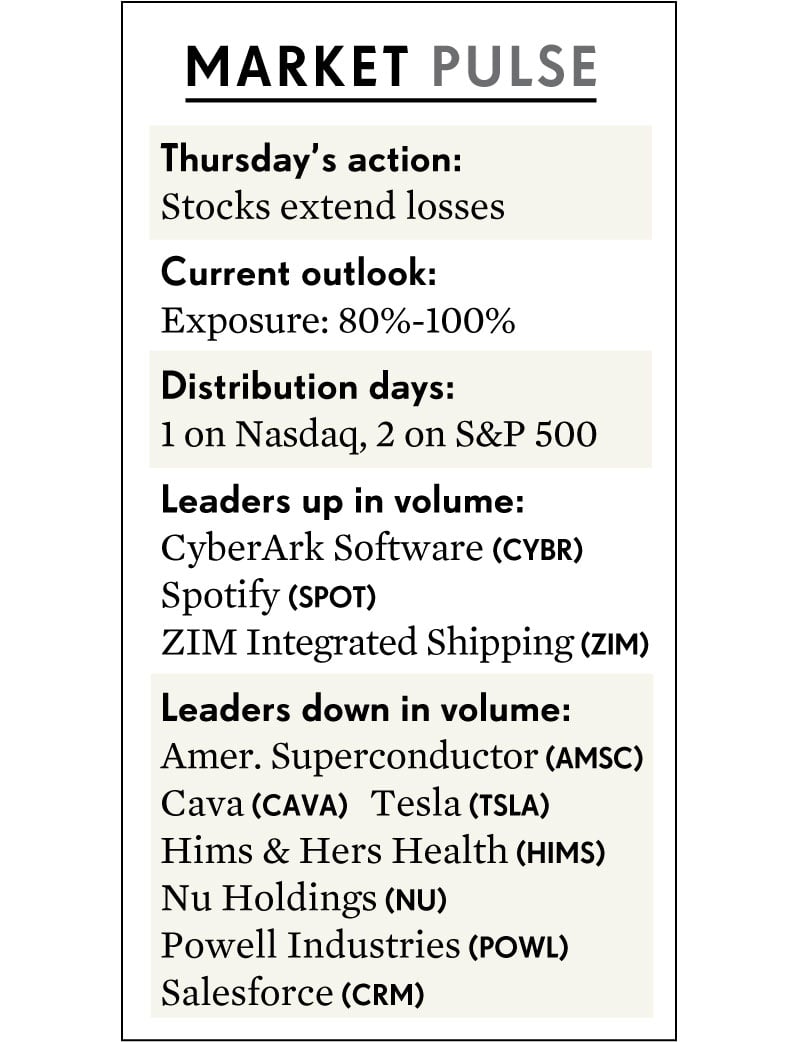 MARKET PULSE
Thursday's action:
Stocks extend losses
Current outlook:
Exposure: 80%-100%
Distribution days:
1 on Nasdaq, 2 on S&P 500
Leaders up in volume:
CyberArk Software (CYBR)
Spotify (SPOT)
ZIM Integrated Shipping (ZIM)
Leaders down in volume:
Amer. Superconductor (AMSC)
Cava (CAVA) Tesla (TSLA)
Hims & Hers Health (HIMS)
Nu Holdings (NU)
Powell Industries (POWL)
Salesforce (CRM)